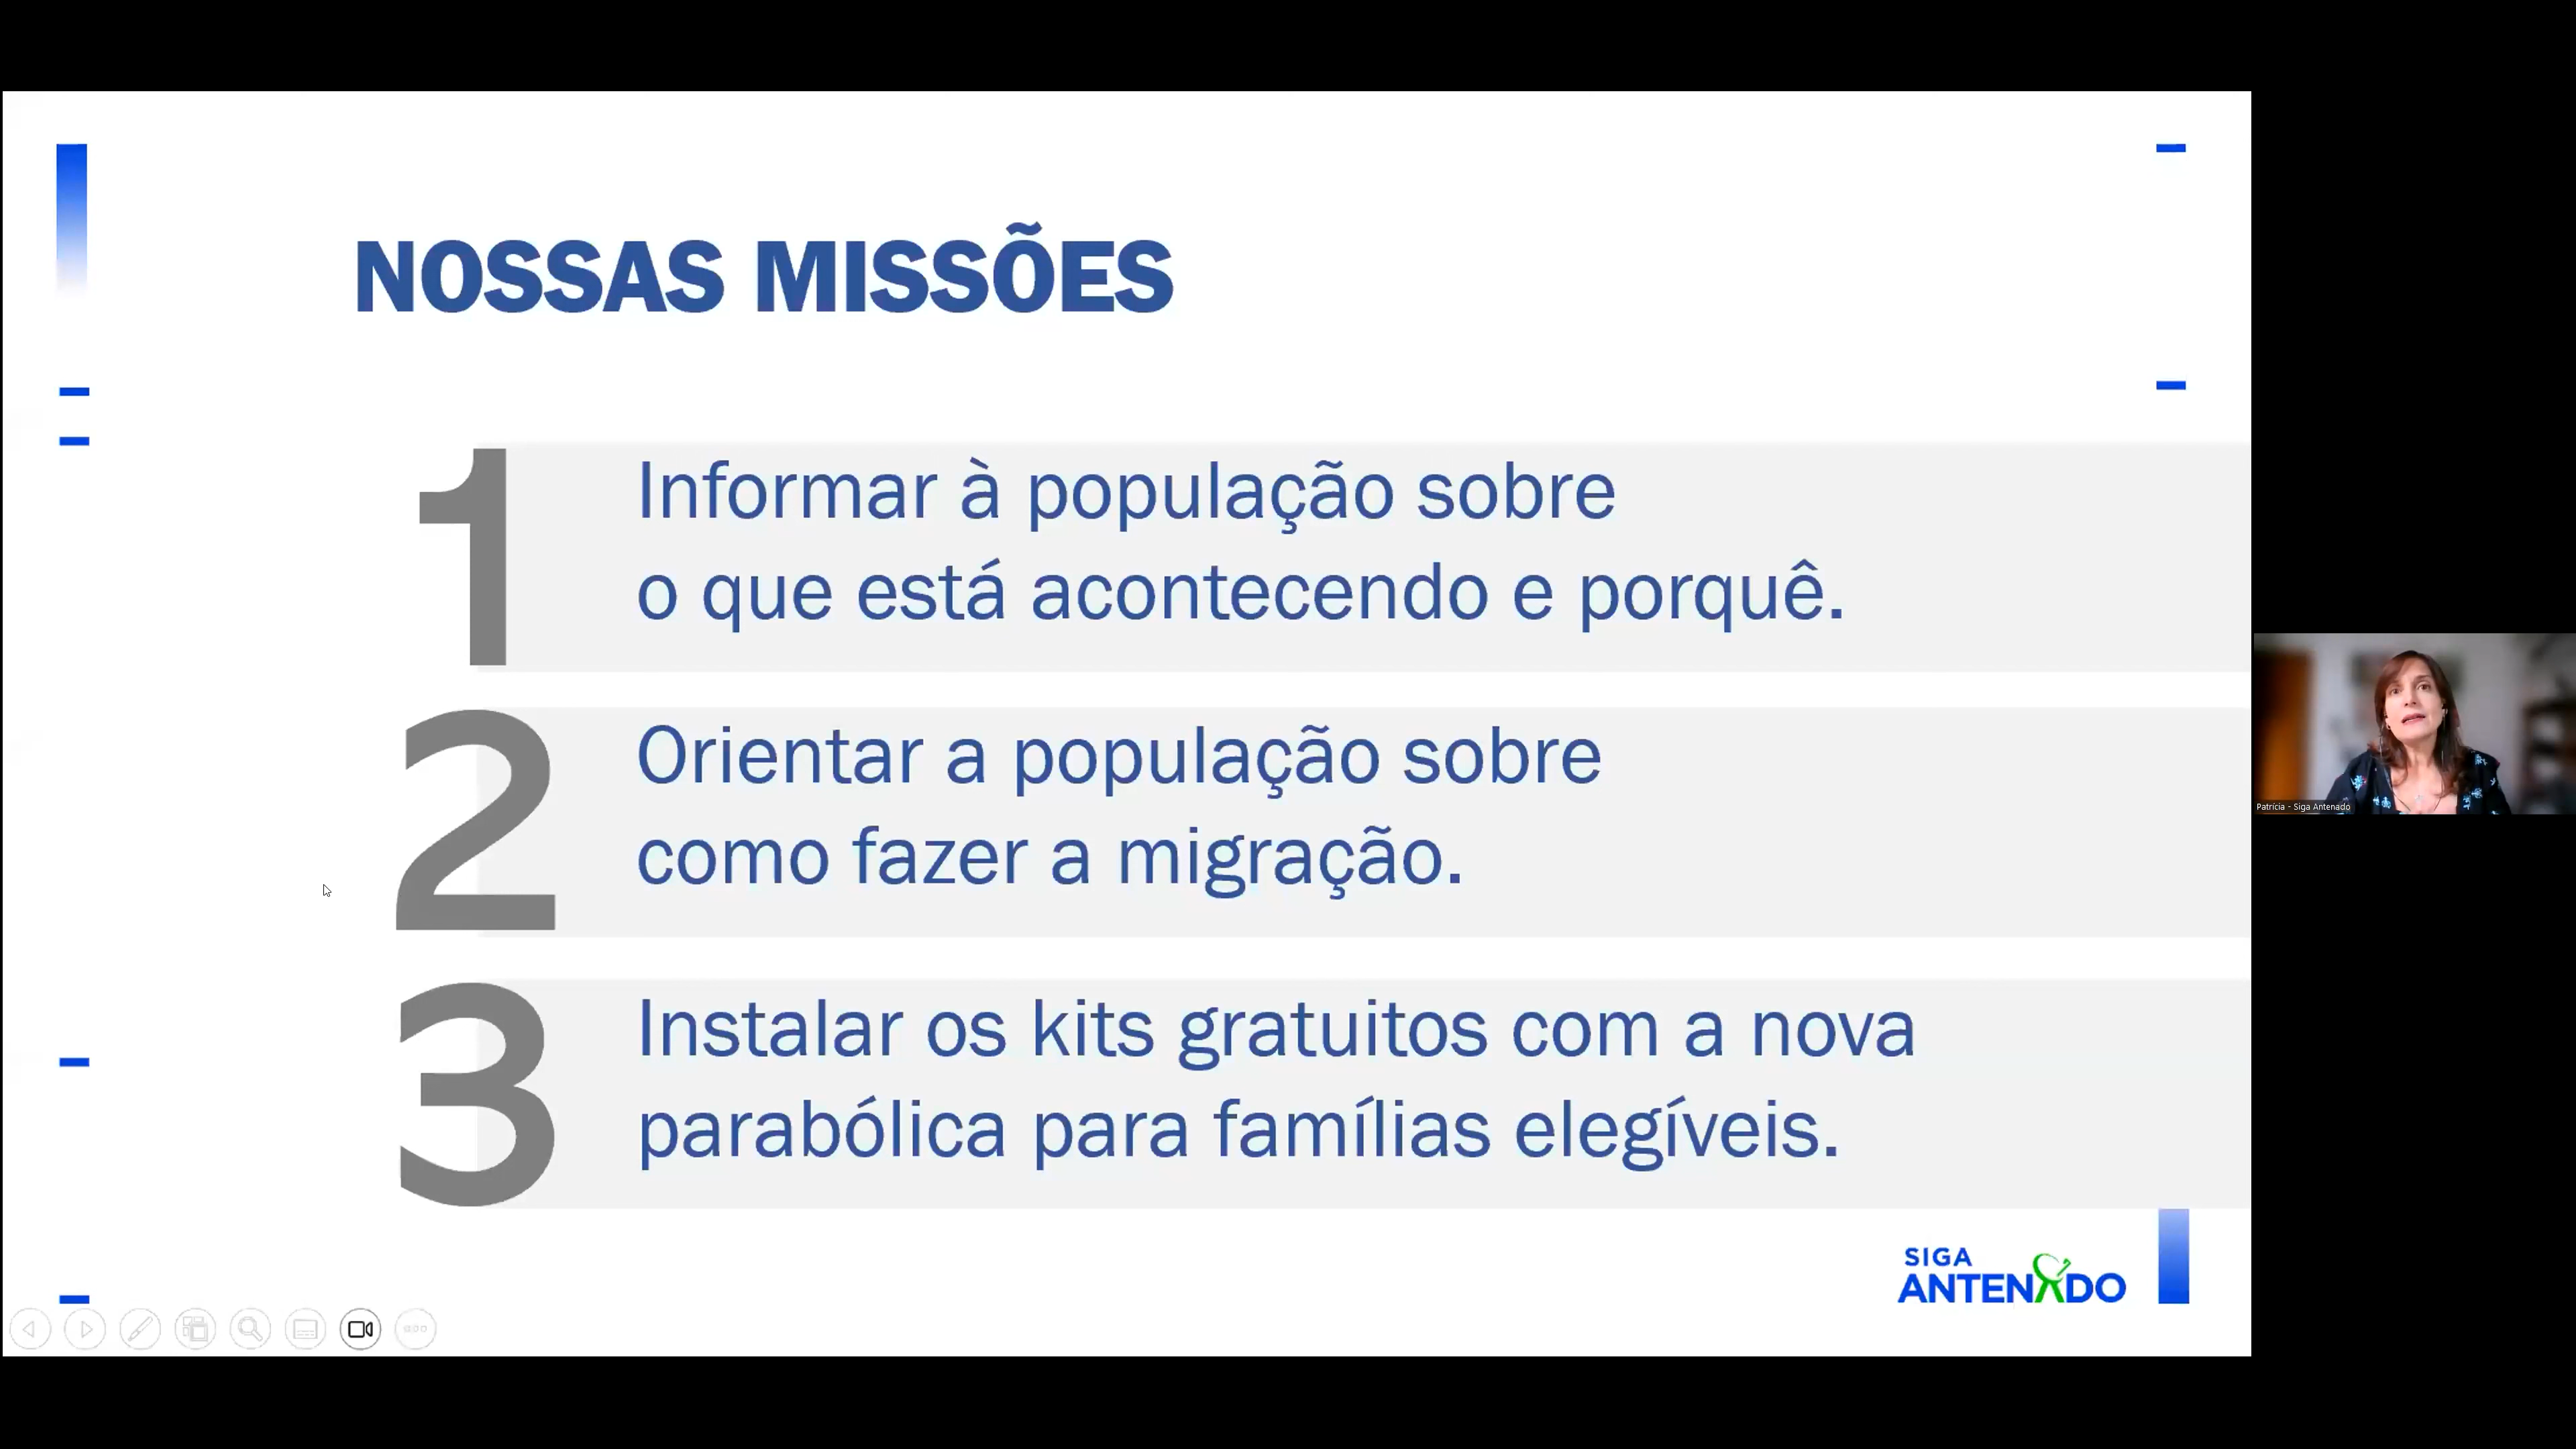 NOSSAS MISSÕES
1
Informar à população sobre
o que está acontecendo e porquê.
2
Orientar a população sobre
como fazer a migração.
3
Instalar os kits gratuitos com a nova
parabólica para famílias elegíveis.
Patrícia - Siga Antenado
SIGA
ANTENADO